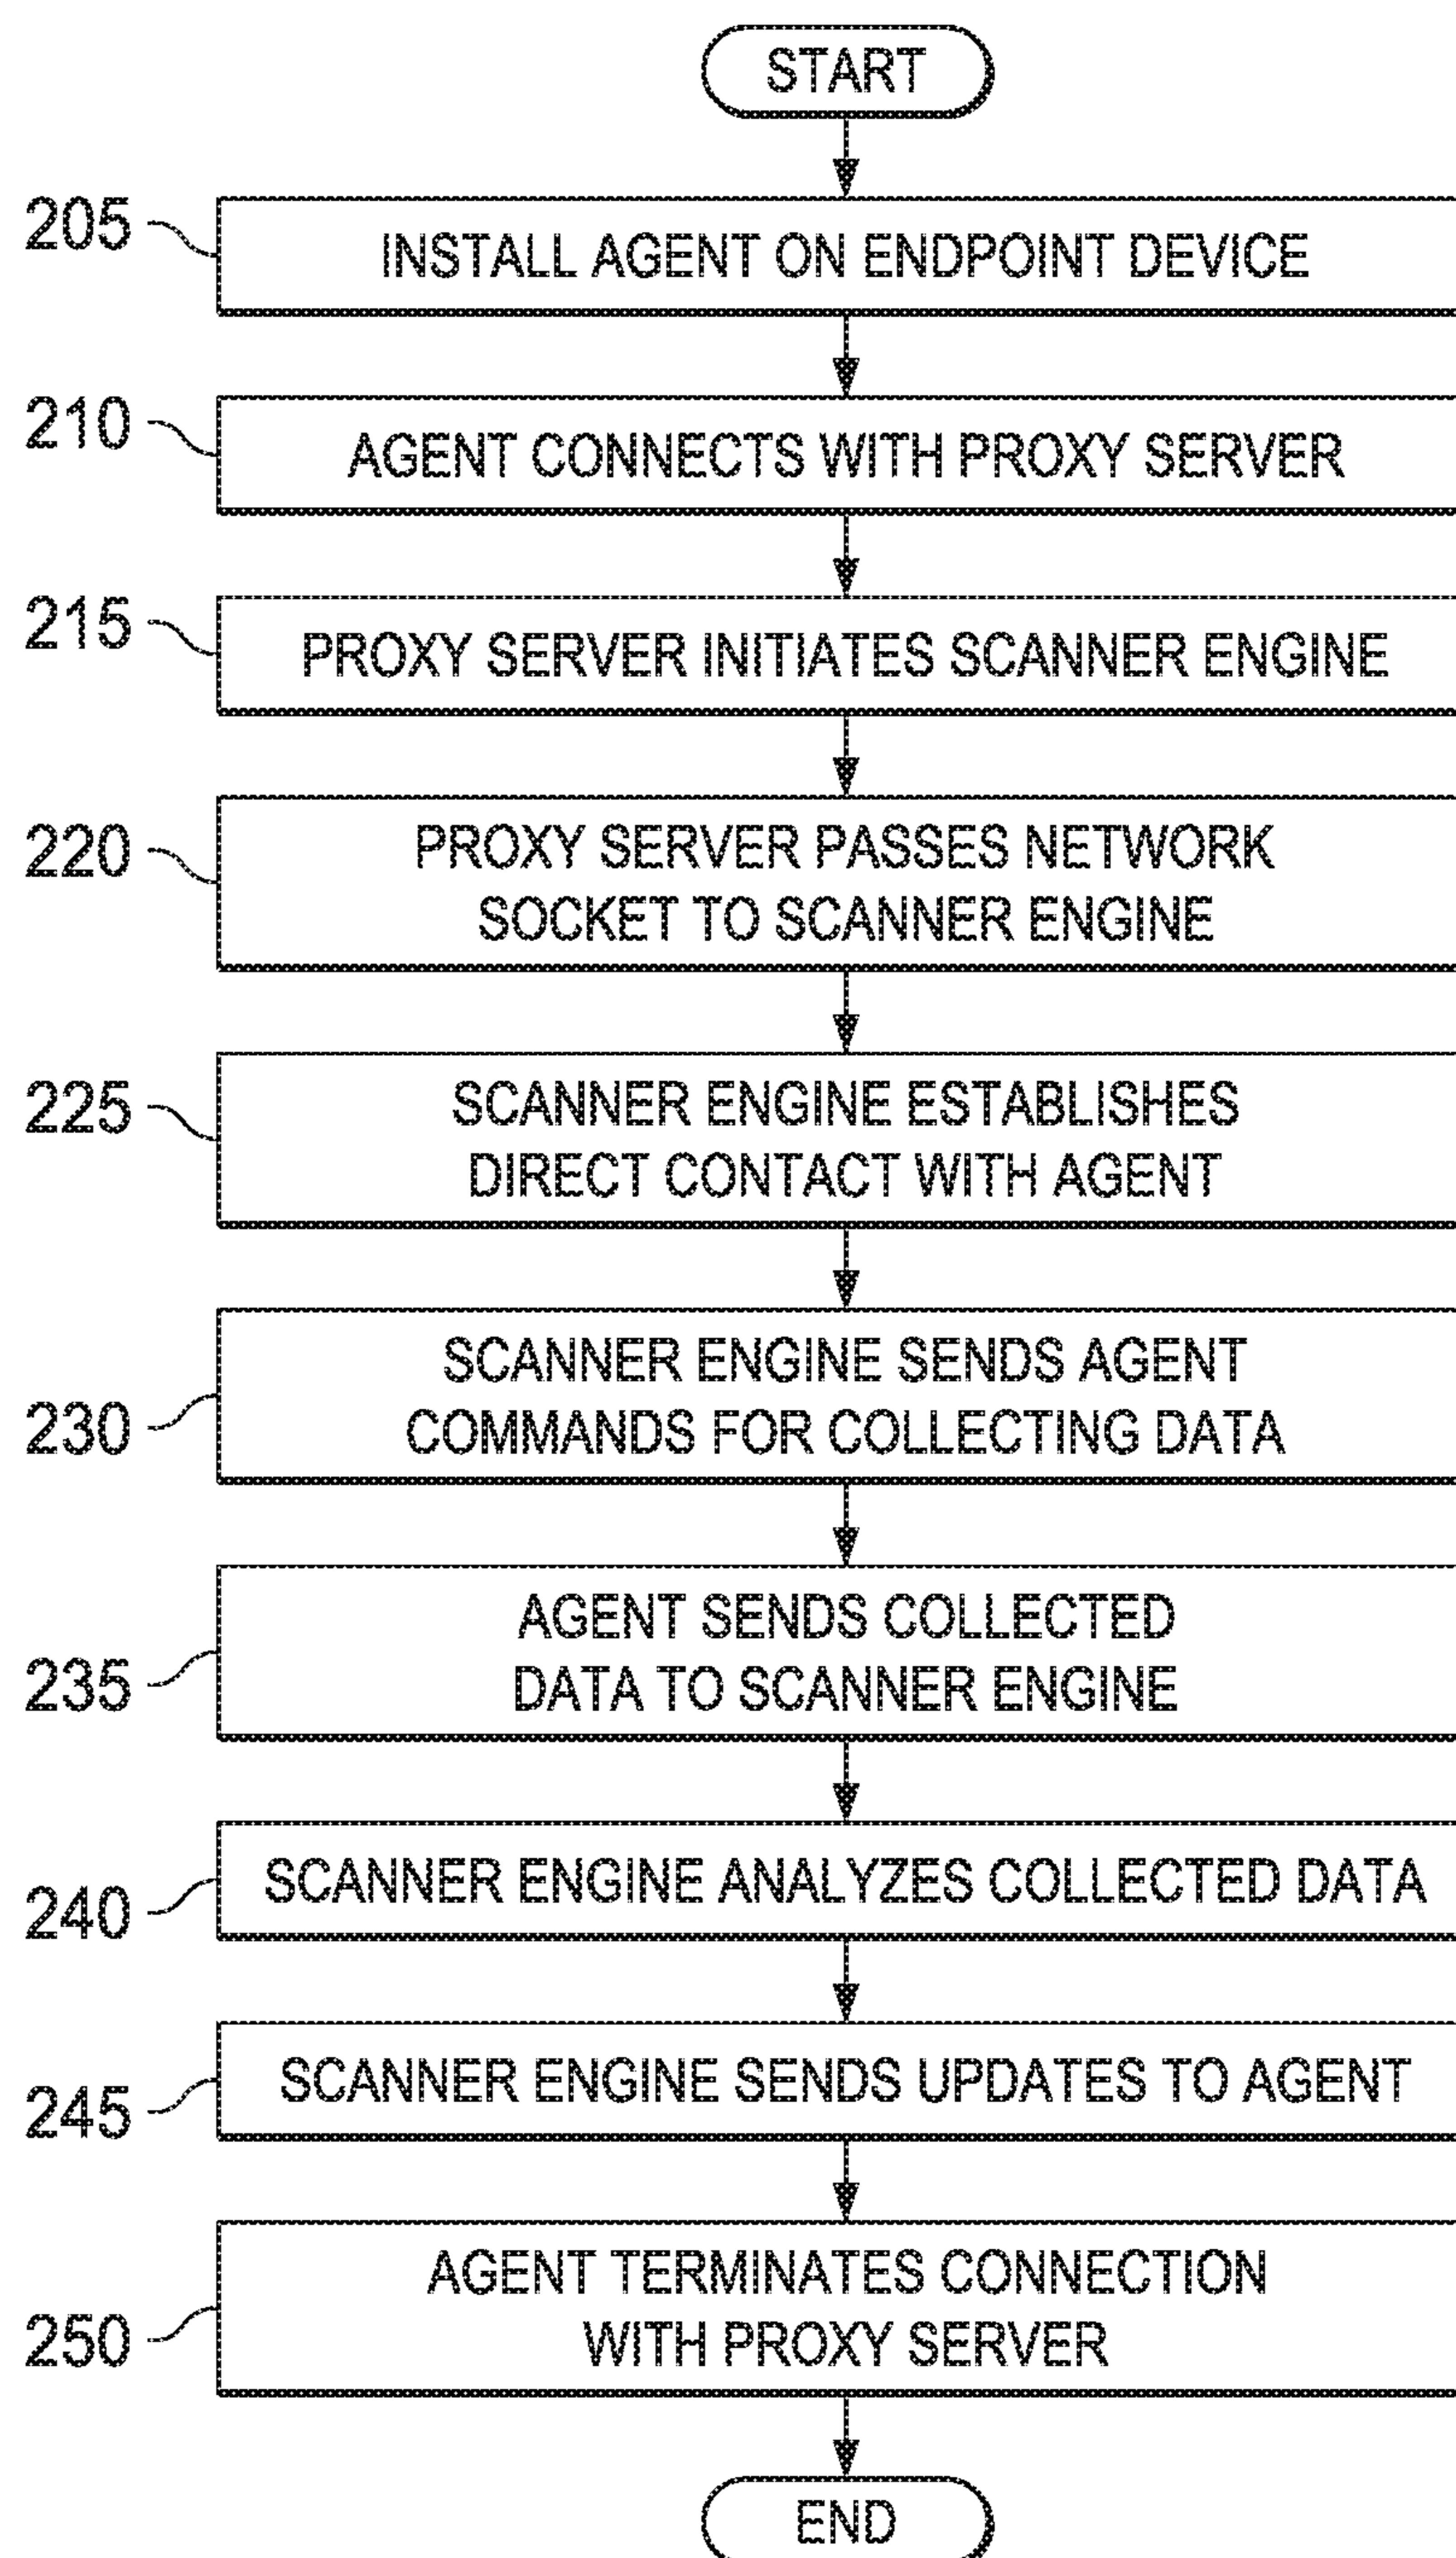 START
205
INSTALL AGENT ON ENDPOINT DEVICE
210
AGENT CONNECTS WITH PROXY SERVER
215
PROXY SERVER INITIATES SCANNER ENGINE
220
PROXY SERVER PASSES NETWORK
SOCKET TO SCANNER ENGINE
225
SCANNER ENGINE ESTABLISHES
DIRECT CONTACT WITH AGENT
230
SCANNER ENGINE SENDS AGENT
COMMANDS FOR COLLECTING DATA
235
AGENT SENDS COLLECTED
DATA TO SCANNER ENGINE
240
SCANNER ENGINE ANALYZES COLLECTED DATA
245
SCANNER ENGINE SENDS UPDATES TO AGENT
250
AGENT TERMINATES CONNECTION
WITH PROXY SERVER
END